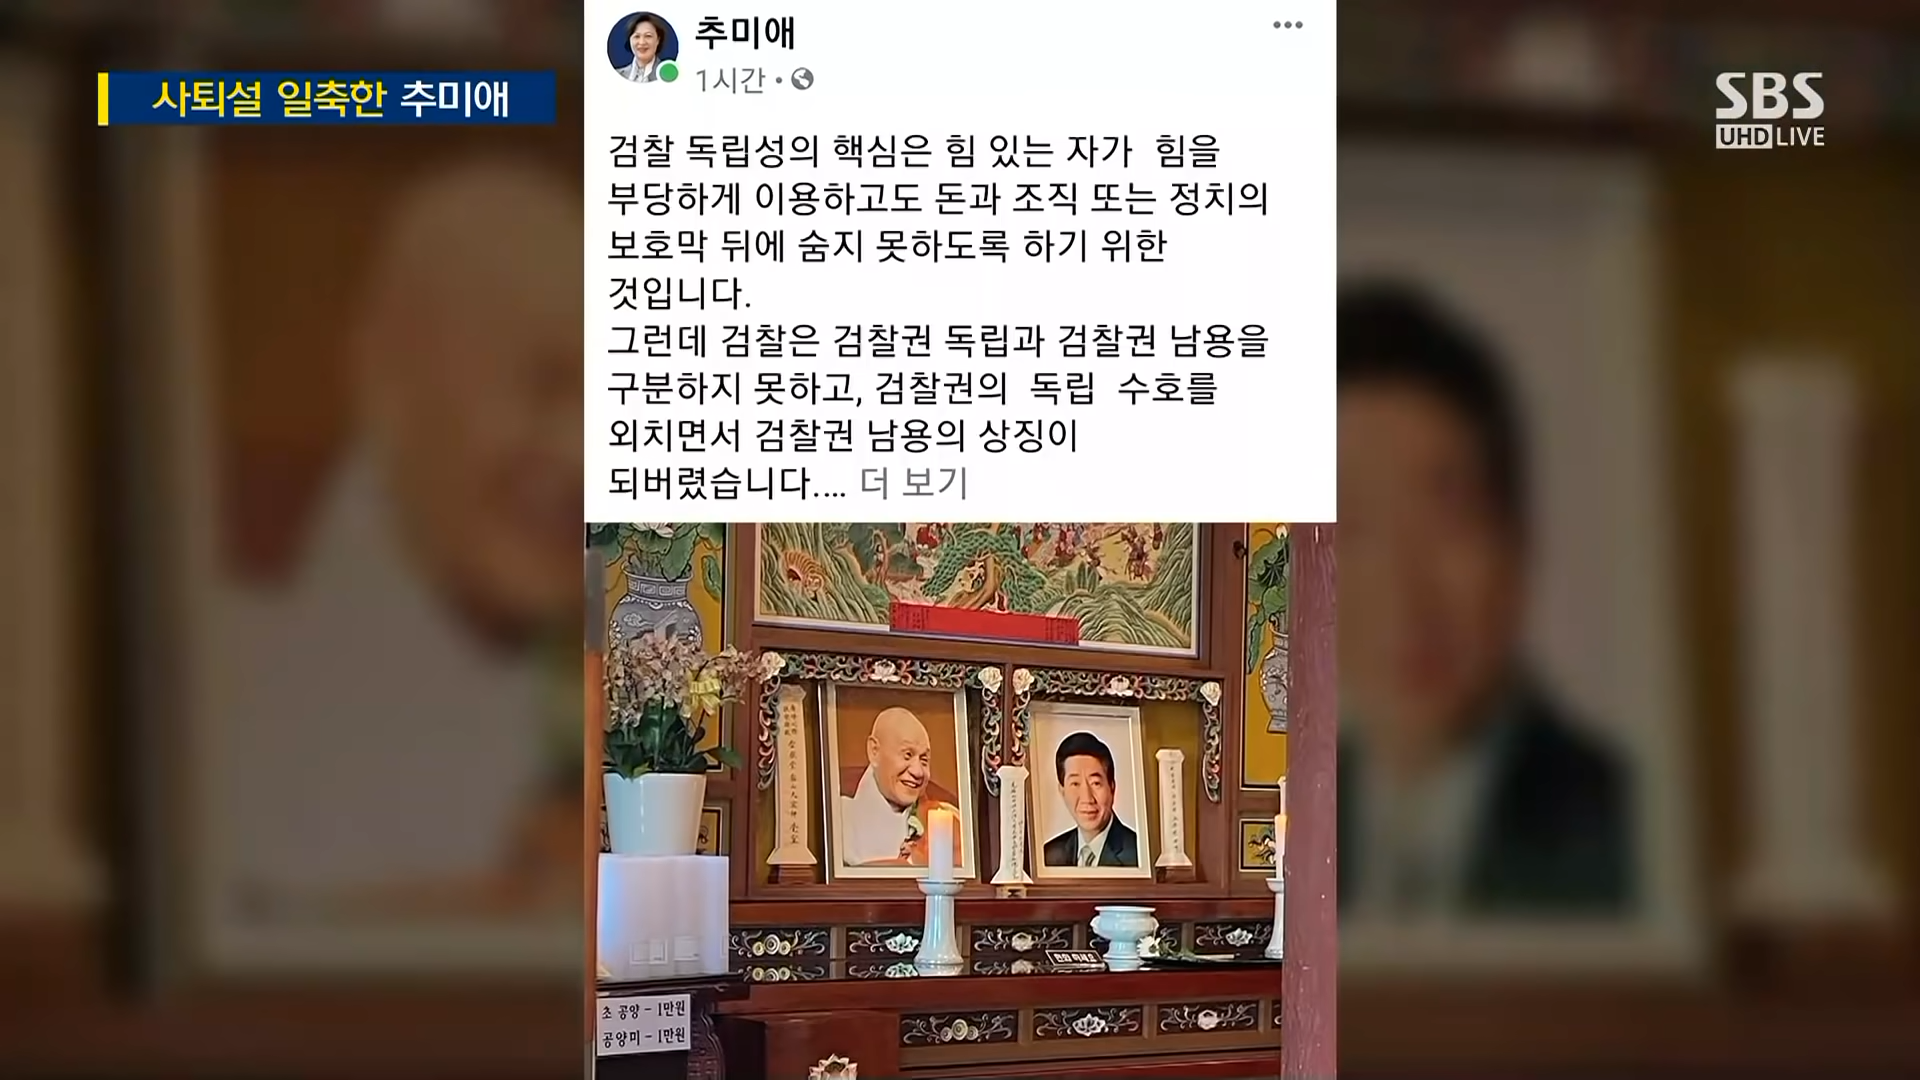 사퇴설 일축한 추미애
SBS
UHD LIVE
추미애
1시간
검찰 독립성의 핵심은 힘 있는 자가 힘을
부당하게 이용하고도 돈과 조직 또는 정치의
보호막 뒤에 숨지 못하도록 하기 위한
것입니다.
그런데 검찰은 검찰권 독립과 검찰권 남용을
구분하지 못하고, 검찰권의 독립 수호를
외치면서 검찰권 남용의 상징이
되버렸습니다.... 더 보기
초 공양 - 1만원
공양미 - 1만원